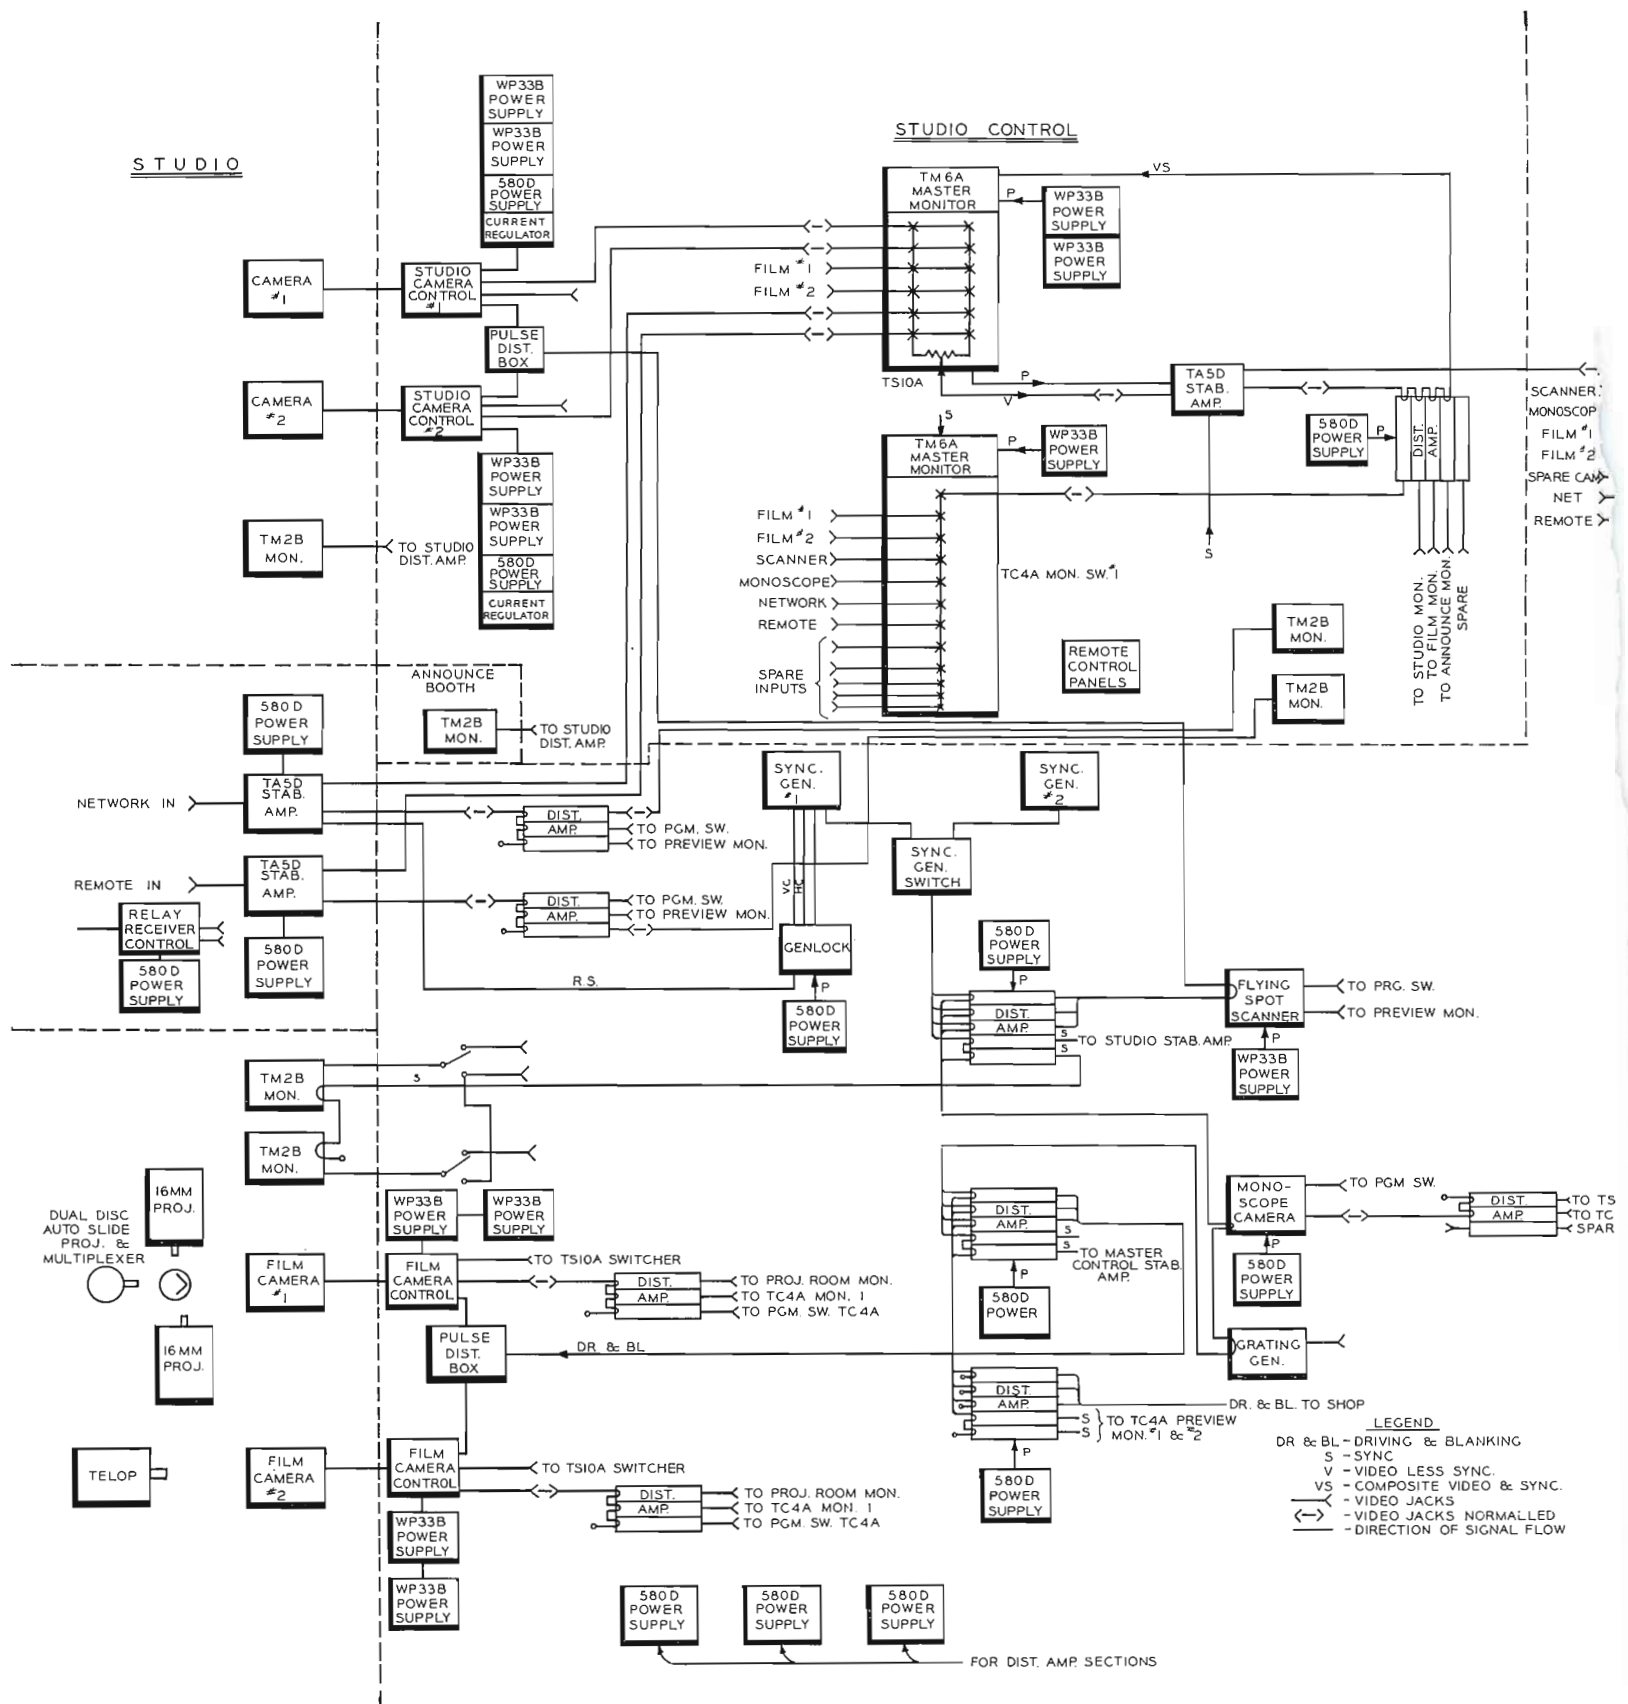 STUDIO
STUDIO CONTROL
WP33B
POWER
SUPPLY
WP33B
POWER
SUPPLY
580D
POWER
SUPPLY
CURRENT
REGULATOR
CAMERA
#1
STUDIO
CAMERA
CONTROL
#1
PULSE
DIST.
BOX
CAMERA
#2
STUDIO
CAMERA
CONTROL
#2
WP33B
POWER
SUPPLY
WP33B
POWER
SUPPLY
580D
POWER
SUPPLY
CURRENT
REGULATOR
TM2B
MON.
TO STUDIO
DIST. AMP.
TM6A
MASTER
MONITOR
VS
P
WP33B
POWER
SUPPLY
WP33B
POWER
SUPPLY
FILM #1
FILM #2
TS10A
P
V
TA5D
STAB.
AMP.
S
S
TM6A
MASTER
MONITOR
P
WP33B
POWER
SUPPLY
580D
POWER
SUPPLY
P
DIST.
AMP.
SCANNER
MONOSCOP
FILM #1
FILM #2
SPARE CAM
NET
REMOTE
FILM #1
FILM #2
SCANNER
MONOSCOPE
NETWORK
REMOTE
SPARE
INPUTS
TC4A MON. SW. #1
REMOTE
CONTROL
PANELS
TM2B
MON.
TM2B
MON.
TO STUDIO MON.
TO FILM MON.
TO ANNOUNCE MON.
SPARE
ANNOUNCE
BOOTH
TM2B
MON.
TO STUDIO
DIST. AMP.
580D
POWER
SUPPLY
NETWORK IN
TA5D
STAB.
AMP.
REMOTE IN
TA5D
STAB.
AMP.
RELAY
RECEIVER
CONTROL
580D
POWER
SUPPLY
580D
POWER
SUPPLY
DIST.
AMP.
TO PGM. SW.
TO PREVIEW MON.
DIST.
AMP.
TO PGM. SW.
TO PREVIEW MON.
R.S.
SYNC.
GEN.
#1
SYNC.
GEN.
#2
SYNC.
GEN.
SWITCH
VC
HC
GENLOCK
P
580D
POWER
SUPPLY
580D
POWER
SUPPLY
P
DIST.
AMP.
S
S
TO STUDIO STAB. AMP.
FLYING
SPOT
SCANNER
TO PRG. SW.
TO PREVIEW MON.
P
WP33B
POWER
SUPPLY
TM2B
MON.
TM2B
MON.
S
16MM
PROJ.
DUAL DISC
AUTO SLIDE
PROJ. &
MULTIPLEXER
16MM
PROJ.
TELOP
WP33B
POWER
SUPPLY
WP33B
POWER
SUPPLY
FILM
CAMERA
#1
FILM
CAMERA
CONTROL
TO TS10A SWITCHER
DIST.
AMP.
TO PROJ. ROOM MON.
TO TC4A MON. 1
TO PGM. SW. TC4A
PULSE
DIST.
BOX
DR. & BL
FILM
CAMERA
#2
FILM
CAMERA
CONTROL
TO TS10A SWITCHER
DIST.
AMP.
TO PROJ. ROOM MON.
TO TC4A MON. 1
TO PGM. SW. TC4A
WP33B
POWER
SUPPLY
WP33B
POWER
SUPPLY
DIST.
AMP.
S
S
TO MASTER
CONTROL STAB.
AMP.
P
580D
POWER
MONO-
SCOPE
CAMERA
TO PGM SW.
DIST.
AMP.
TO TS
TO TC
SPAR
P
580D
POWER
SUPPLY
GRATING
GEN.
DIST.
AMP.
DR. & BL. TO SHOP
S
S
TO TC4A PREVIEW
MON. #1 & #2
P
580D
POWER
SUPPLY
LEGEND
DR & BL - DRIVING & BLANKING
S - SYNC
V - VIDEO LESS SYNC.
VS - COMPOSITE VIDEO & SYNC.
- VIDEO JACKS
- VIDEO JACKS NORMALLED
- DIRECTION OF SIGNAL FLOW
580D
POWER
SUPPLY
580D
POWER
SUPPLY
580D
POWER
SUPPLY
FOR DIST. AMP. SECTIONS